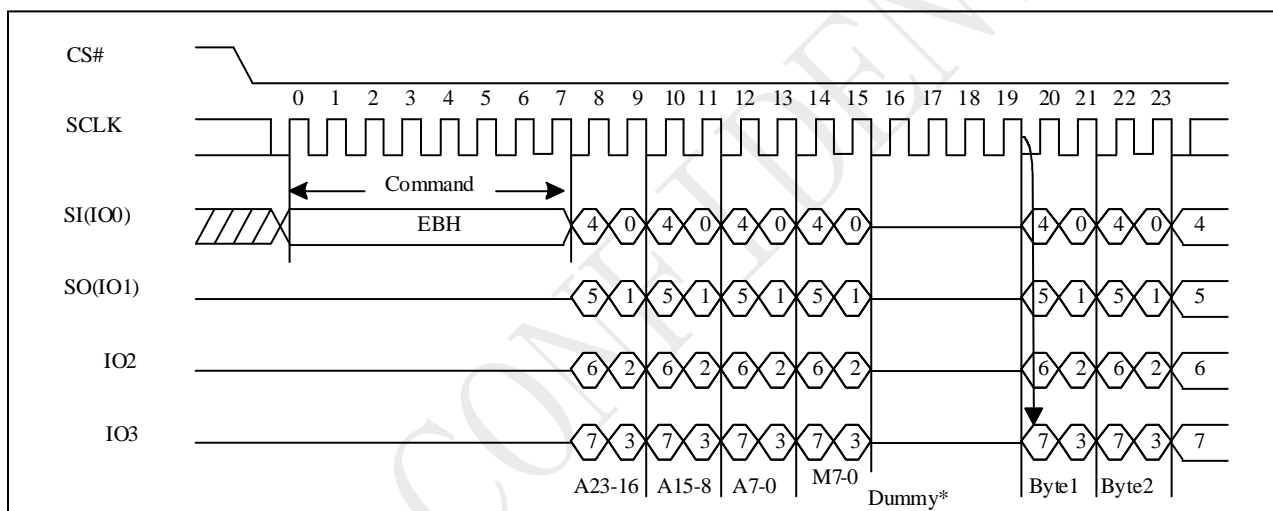 CS#
0 1 2 3 4 5 6 7 8 9 10 11 12 13 14 15 16 17 18 19 20 21 22 23
SCLK
Command
SI(IO0) EBH 4 0 4 0 4 0 4 0 4 0 4 0 4
SO(IO1) 5 1 5 1 5 1 5 1 5 1 5 1 5
IO2 6 2 6 2 6 2 6 2 6 2 6 2 6
IO3 7 3 7 3 7 3 7 3 7 3 7 3 7
A23-16 A15-8 A7-0 M7-0 Dummy* Byte1 Byte2
CONFIDEN